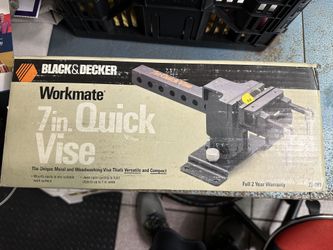 BLACK&DECKER
Workmate®
7in. Quick
Vise
The Unique Metal and Woodworking Vise That's Versatile and Compact
Full 2 Year Warranty